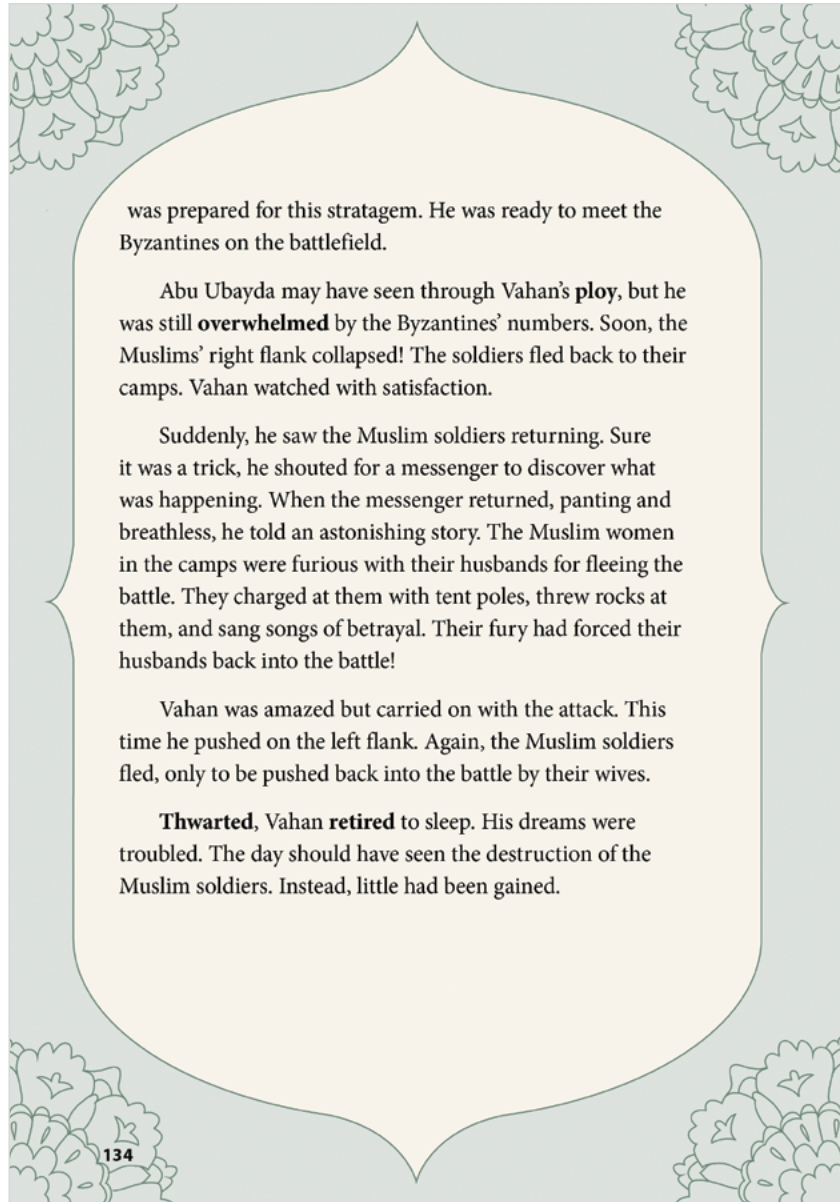 was prepared for this stratagem. He was ready to meet the
Byzantines on the battlefield.
Abu Ubayda may have seen through Vahan’s ploy, but he
was still overwhelmed by the Byzantines’ numbers. Soon, the
Muslims’ right flank collapsed! The soldiers fled back to their
camps. Vahan watched with satisfaction.
Suddenly, he saw the Muslim soldiers returning. Sure
it was a trick, he shouted for a messenger to discover what
was happening. When the messenger returned, panting and
breathless, he told an astonishing story. The Muslim women
in the camps were furious with their husbands for fleeing the
battle. They charged at them with tent poles, threw rocks at
them, and sang songs of betrayal. Their fury had forced their
husbands back into the battle!
Vahan was amazed but carried on with the attack. This
time he pushed on the left flank. Again, the Muslim soldiers
fled, only to be pushed back into the battle by their wives.
Thwarted, Vahan retired to sleep. His dreams were
troubled. The day should have seen the destruction of the
Muslim soldiers. Instead, little had been gained.
134